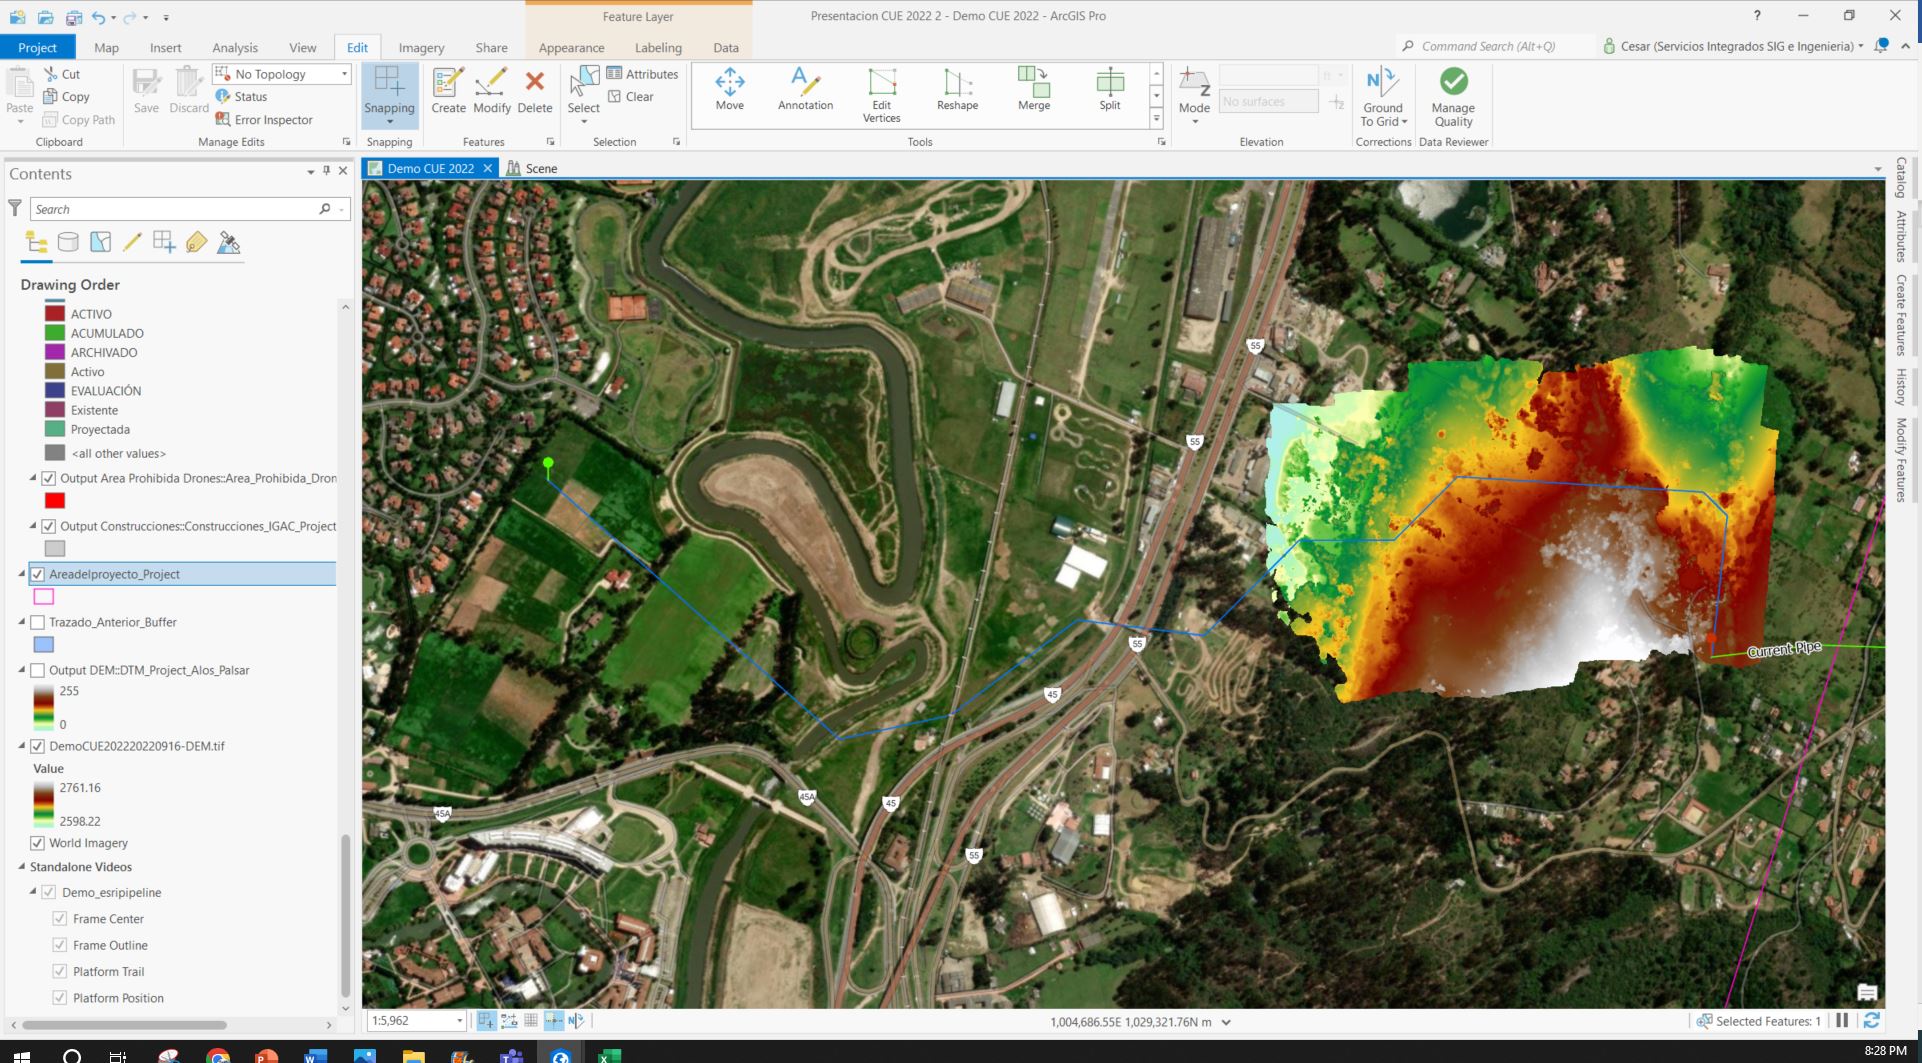 Feature Layer
Presentacion CUE 2022 2 - Demo CUE 2022 - ArcGIS Pro
Project Map Insert Analysis View Edit Imagery Share Appearance Labeling Data
Command Search (Alt+Q)
Cesar (Servicios Integrados SIG e Ingenieria)
Paste
Cut
Copy
Copy Path
Clipboard
Save
Discard
No Topology
Status
Error Inspector
Manage Edits
Snapping
Snapping
Create
Modify
Delete
Features
Select
Attributes
Clear
Selection
Move
Annotation
Edit
Vertices
Reshape
Merge
Split
Tools
Mode
ft
No surfaces
Elevation
Ground
To Grid
Corrections
Manage
Quality
Data Reviewer
Contents
Search
Drawing Order
ACTIVO
ACUMULADO
ARCHIVADO
Activo
EVALUACIÓN
Existente
Proyectada
<all other values>
Output Area Prohibida Drones::Area_Prohibida_Dron
Output Construcciones::Construcciones_IGAC_Project
Areadelproyecto_Project
Trazado_Anterior_Buffer
Output DEM::DTM_Project_Alos_Palsar
255
0
DemoCUE202220220916-DEM.tif
Value
2761.16
2598.22
World Imagery
Standalone Videos
Demo_esripipeline
Frame Center
Frame Outline
Platform Trail
Platform Position
Demo CUE 2022
Scene
55
55
55
45
45A
45
45A
55
Current Pipe
Catalog
Attributes
Create Features
History
Modify Features
1:5,962
1,004,686.55E 1,029,321.76N m
Selected Features: 1
8:28 PM